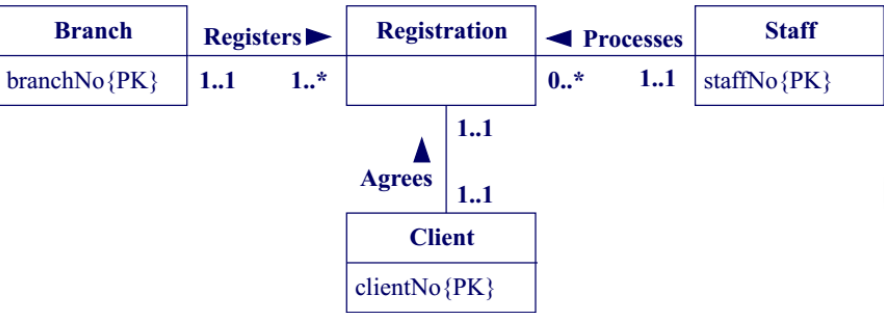 Branch
Registers
Registration
Processes
Staff
branchNo{PK}
1..1
1..*
0..*
1..1
staffNo{PK}
1..1
Agrees
1..1
Client
clientNo{PK}